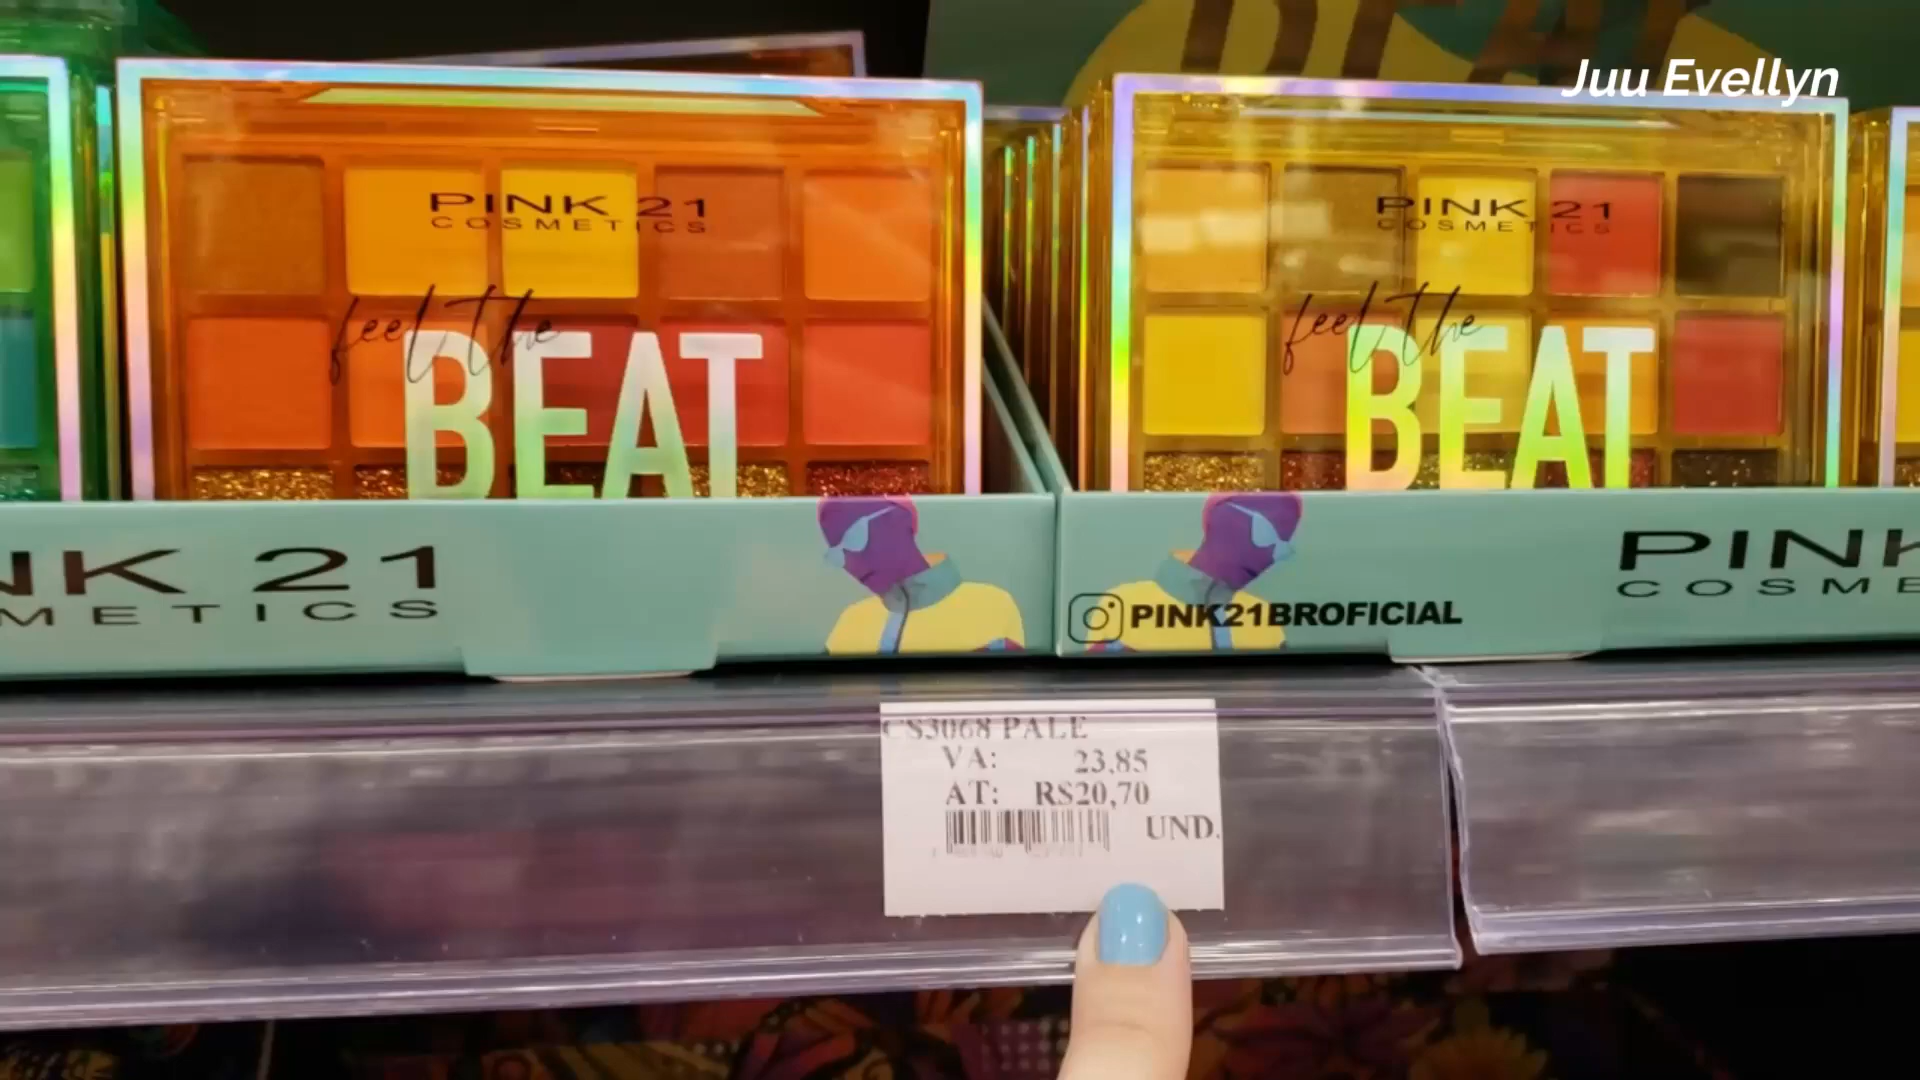 Juu Evellyn
PINK 21
COSMETICS
feel the
BEAT
PINK 21
COSMETICS
feel the
BEAT
NK 21
METICS
PINK21BROFICIAL
PINK
COSME
CS3068 PALE
VA: 23,85
AT: R$20,70
UND.